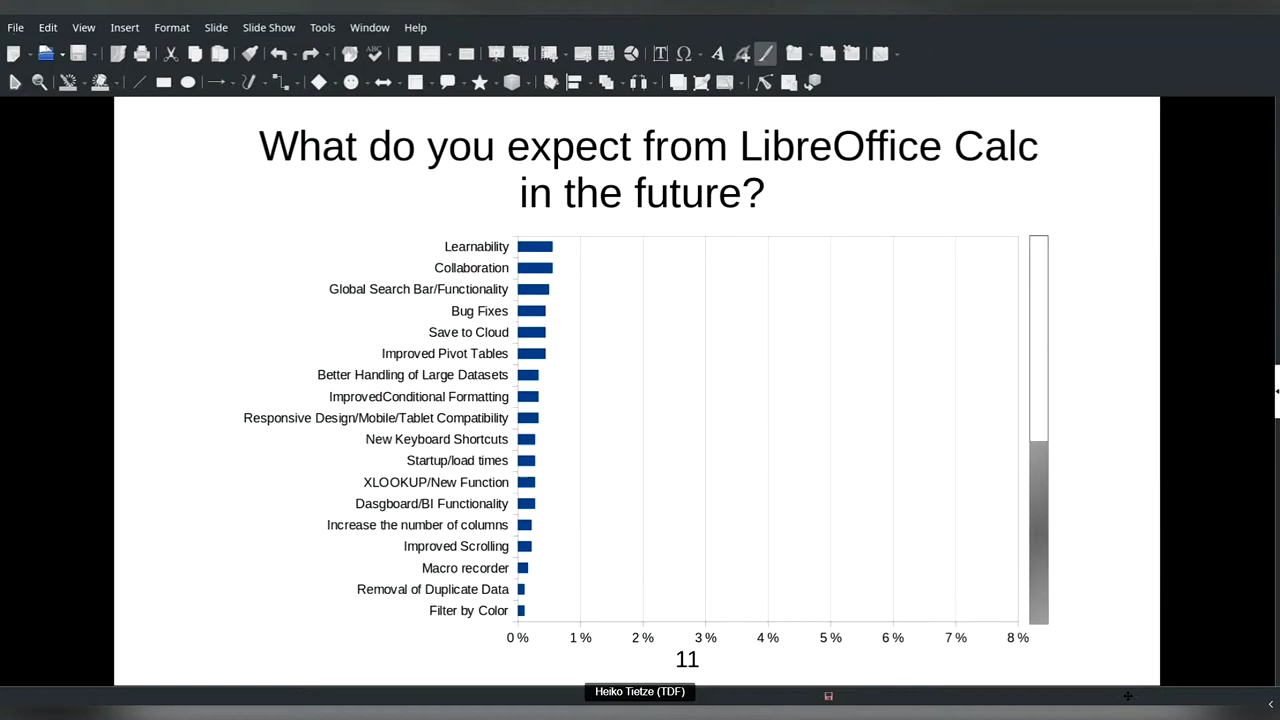 File Edit View Insert Format Slide Slide Show Tools Window Help
What do you expect from LibreOffice Calc
in the future?
Learnability
Collaboration
Global Search Bar/Functionality
Bug Fixes
Save to Cloud
Improved Pivot Tables
Better Handling of Large Datasets
ImprovedConditional Formatting
Responsive Design/Mobile/Tablet Compatibility
New Keyboard Shortcuts
Startup/load times
XLOOKUP/New Function
Dasgboard/BI Functionality
Increase the number of columns
Improved Scrolling
Macro recorder
Removal of Duplicate Data
Filter by Color
0 % 1 % 2 % 3 % 4 % 5 % 6 % 7 % 8 %
11
Heiko Tietze (TDF)